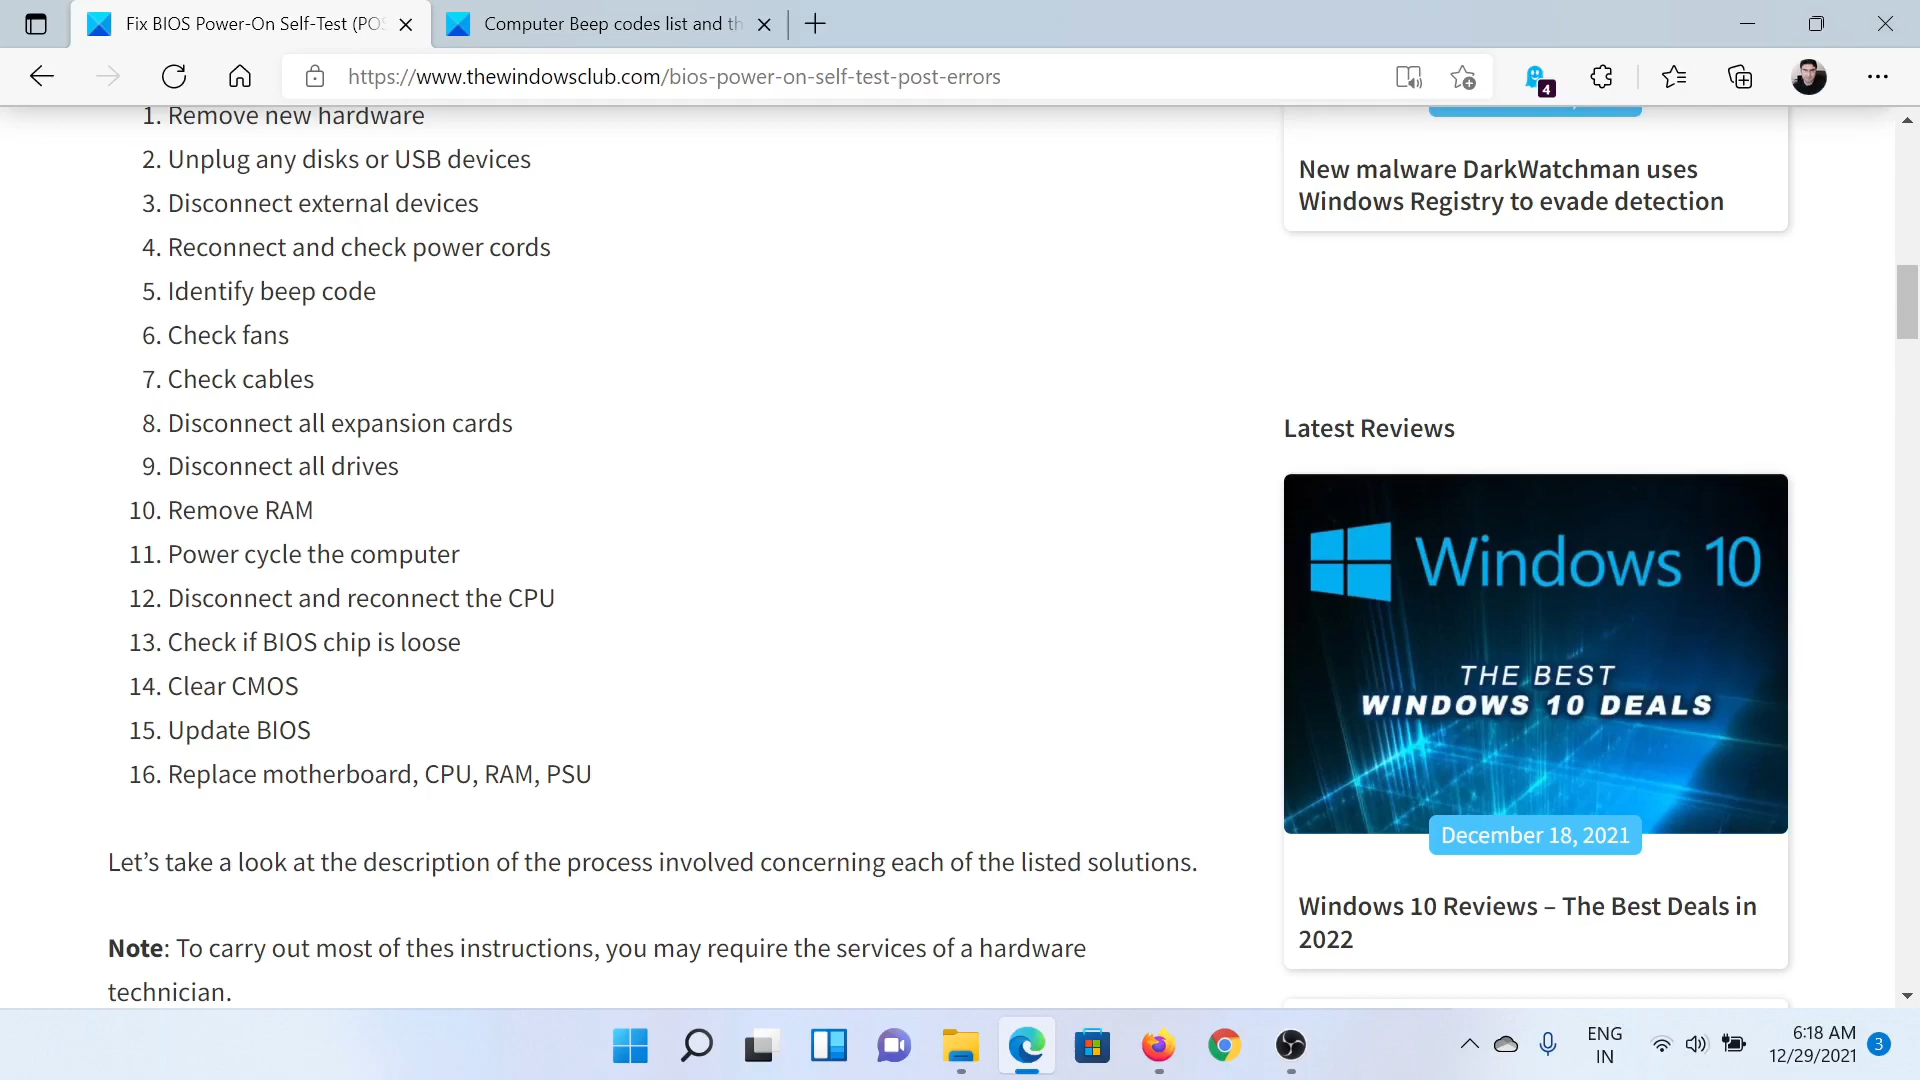 Fix BIOS Power-On Self-Test (POS
Computer Beep codes list and th
https://www.thewindowsclub.com/bios-power-on-self-test-post-errors
4
1. Remove new hardware
2. Unplug any disks or USB devices
3. Disconnect external devices
4. Reconnect and check power cords
5. Identify beep code
6. Check fans
7. Check cables
8. Disconnect all expansion cards
9. Disconnect all drives
10. Remove RAM
11. Power cycle the computer
12. Disconnect and reconnect the CPU
13. Check if BIOS chip is loose
14. Clear CMOS
15. Update BIOS
16. Replace motherboard, CPU, RAM, PSU
Let’s take a look at the description of the process involved concerning each of the listed solutions.
Note: To carry out most of thes instructions, you may require the services of a hardware
technician.
New malware DarkWatchman uses
Windows Registry to evade detection
Latest Reviews
Windows 10
THE BEST
WINDOWS 10 DEALS
December 18, 2021
Windows 10 Reviews – The Best Deals in
2022
ENG
IN
6:18 AM
12/29/2021
3